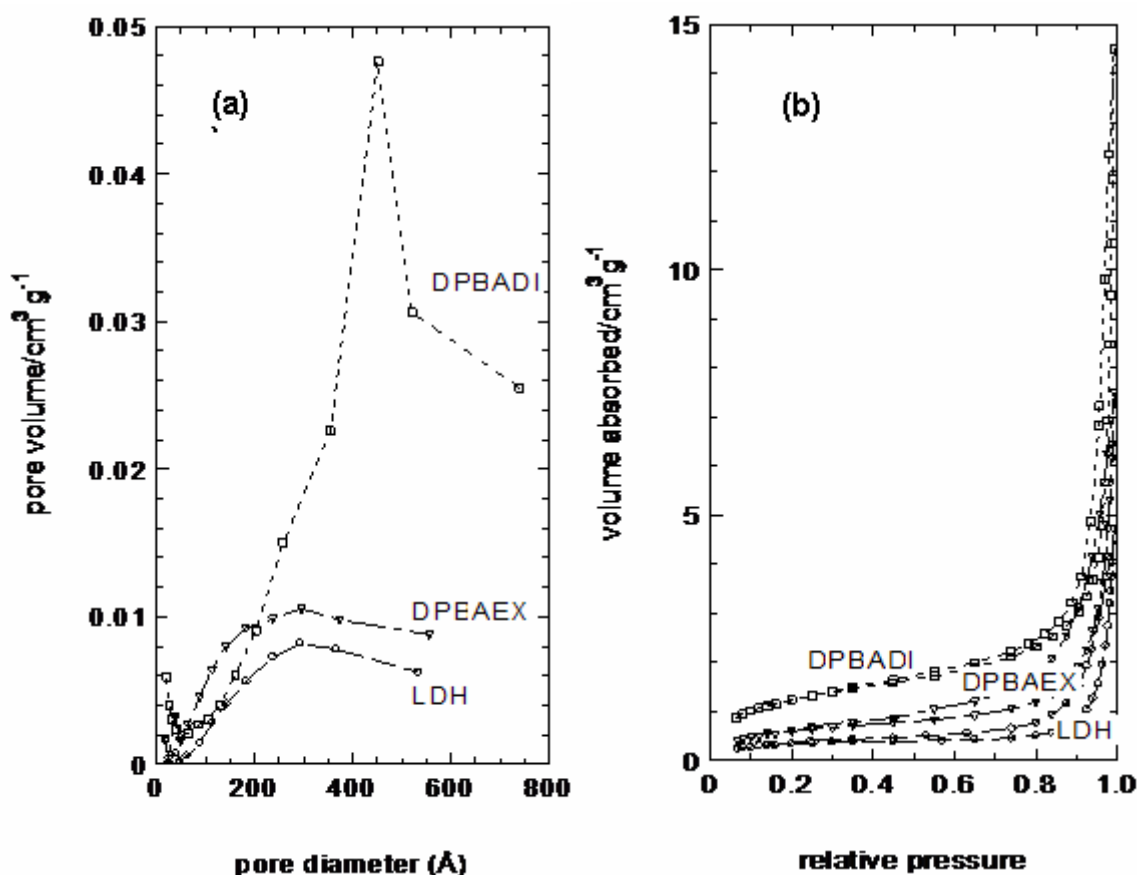 (a)
0.05
0.04
0.03
0.02
0.01
0
0 200 400 600 800
pore volume/cm³ g⁻¹
pore diameter (Å)
DPBADI
DPEAEX
LDH
(b)
15
10
5
0
0 0.2 0.4 0.6 0.8 1.0
volume absorbed/cm³ g⁻¹
relative pressure
DPBADI
DPBAEX
LDH